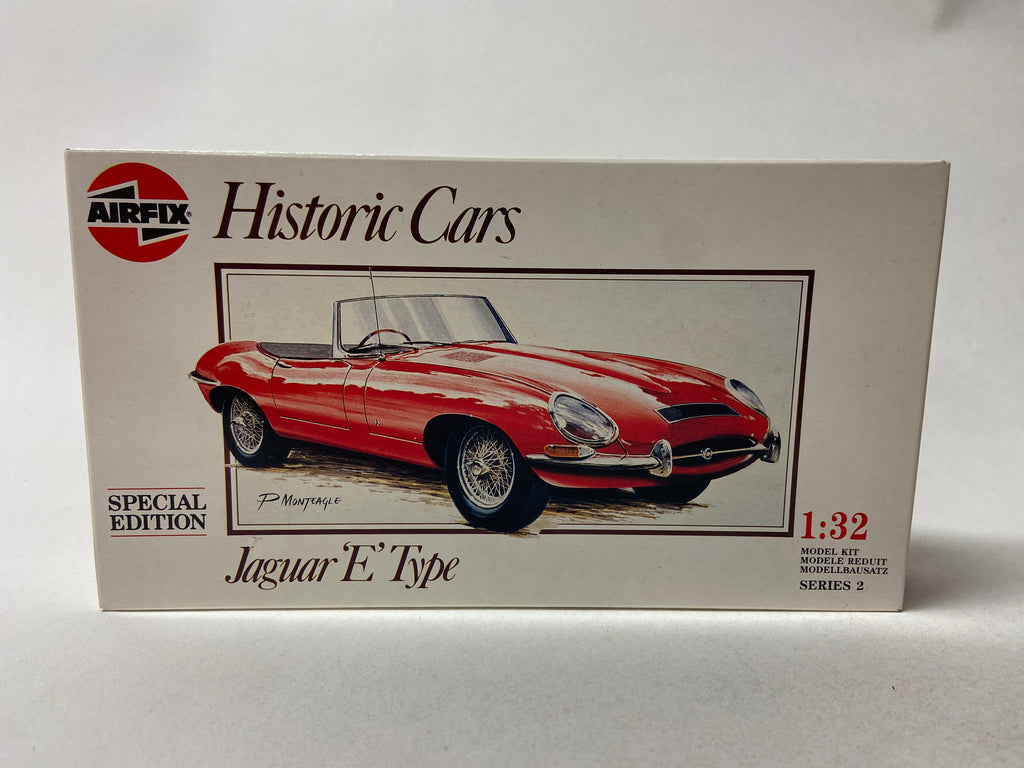 AIRFIX®
Historic Cars
P MONTEAGLE
SPECIAL
EDITION
Jaguar 'E' Type
1:32
MODEL KIT
MODELE REDUIT
MODELLBAUSATZ
SERIES 2